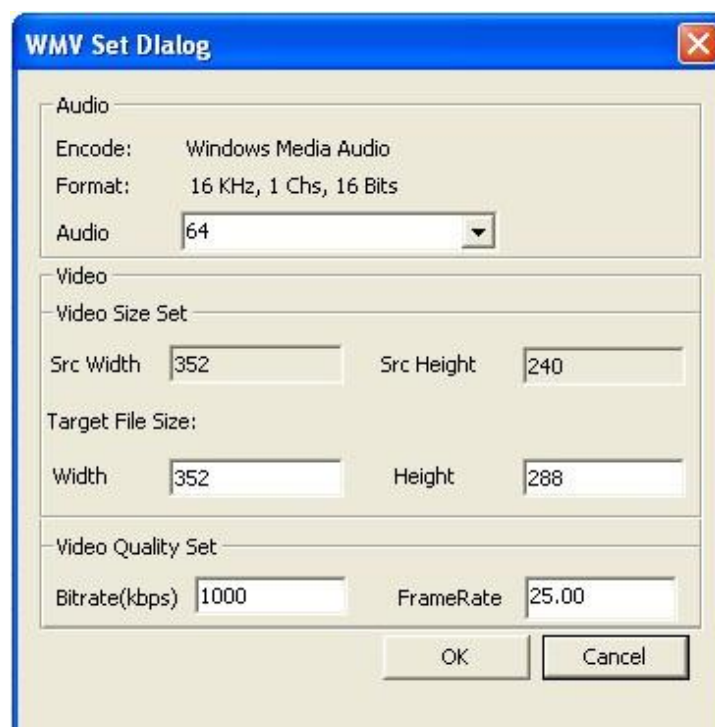 WMV Set DIalog
Audio
Encode: Windows Media Audio
Format: 16 KHz, 1 Chs, 16 Bits
Audio 64
Video
Video Size Set
Src Width 352 Src Height 240
Target File Size:
Width 352 Height 288
Video Quality Set
Bitrate(kbps) 1000 FrameRate 25.00
OK Cancel